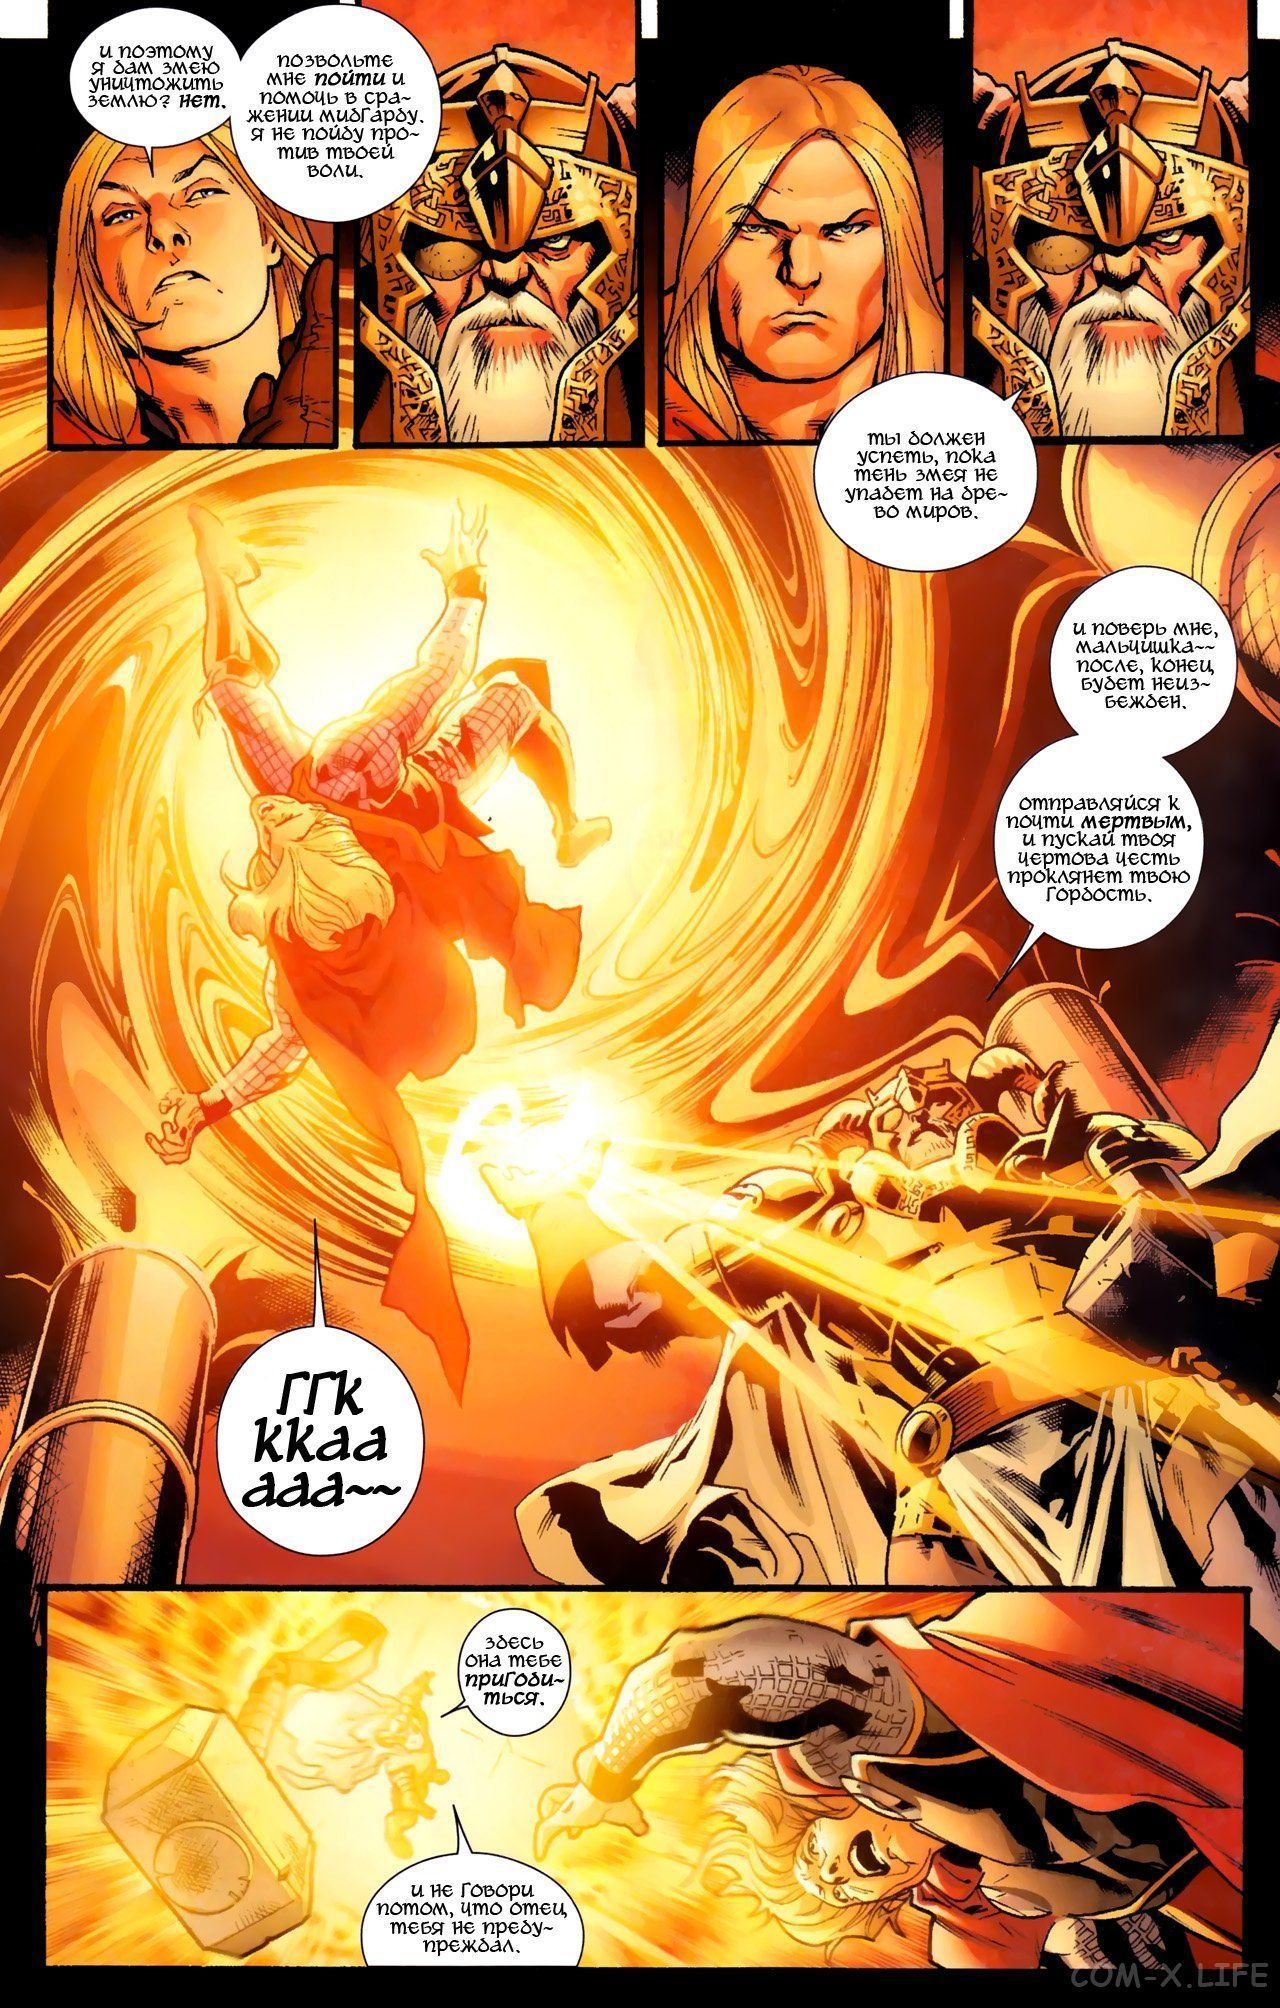 и поэтому
я дам змею
уничтожить
землю? нет.
позвольте
мне пойти и
помочь в сра-
жении мидгарду.
я не пойду про-
тив твоей
воли.
ты должен
успеть, пока
тень змея не
упадет на дре-
во миров.
и поверь мне,
мальчишка~~
после, конец
будет неиз-
бежден.
отправляйся к
почти мертвым,
и пускай твоя
чертова честь
проклянет твою
гордость.
ггк
ккаа
ааа~~
здесь
она тебе
пригоди-
ться.
и не говори
потом, что отец
тебя не преду-
преждал.
COM-X.LIFE